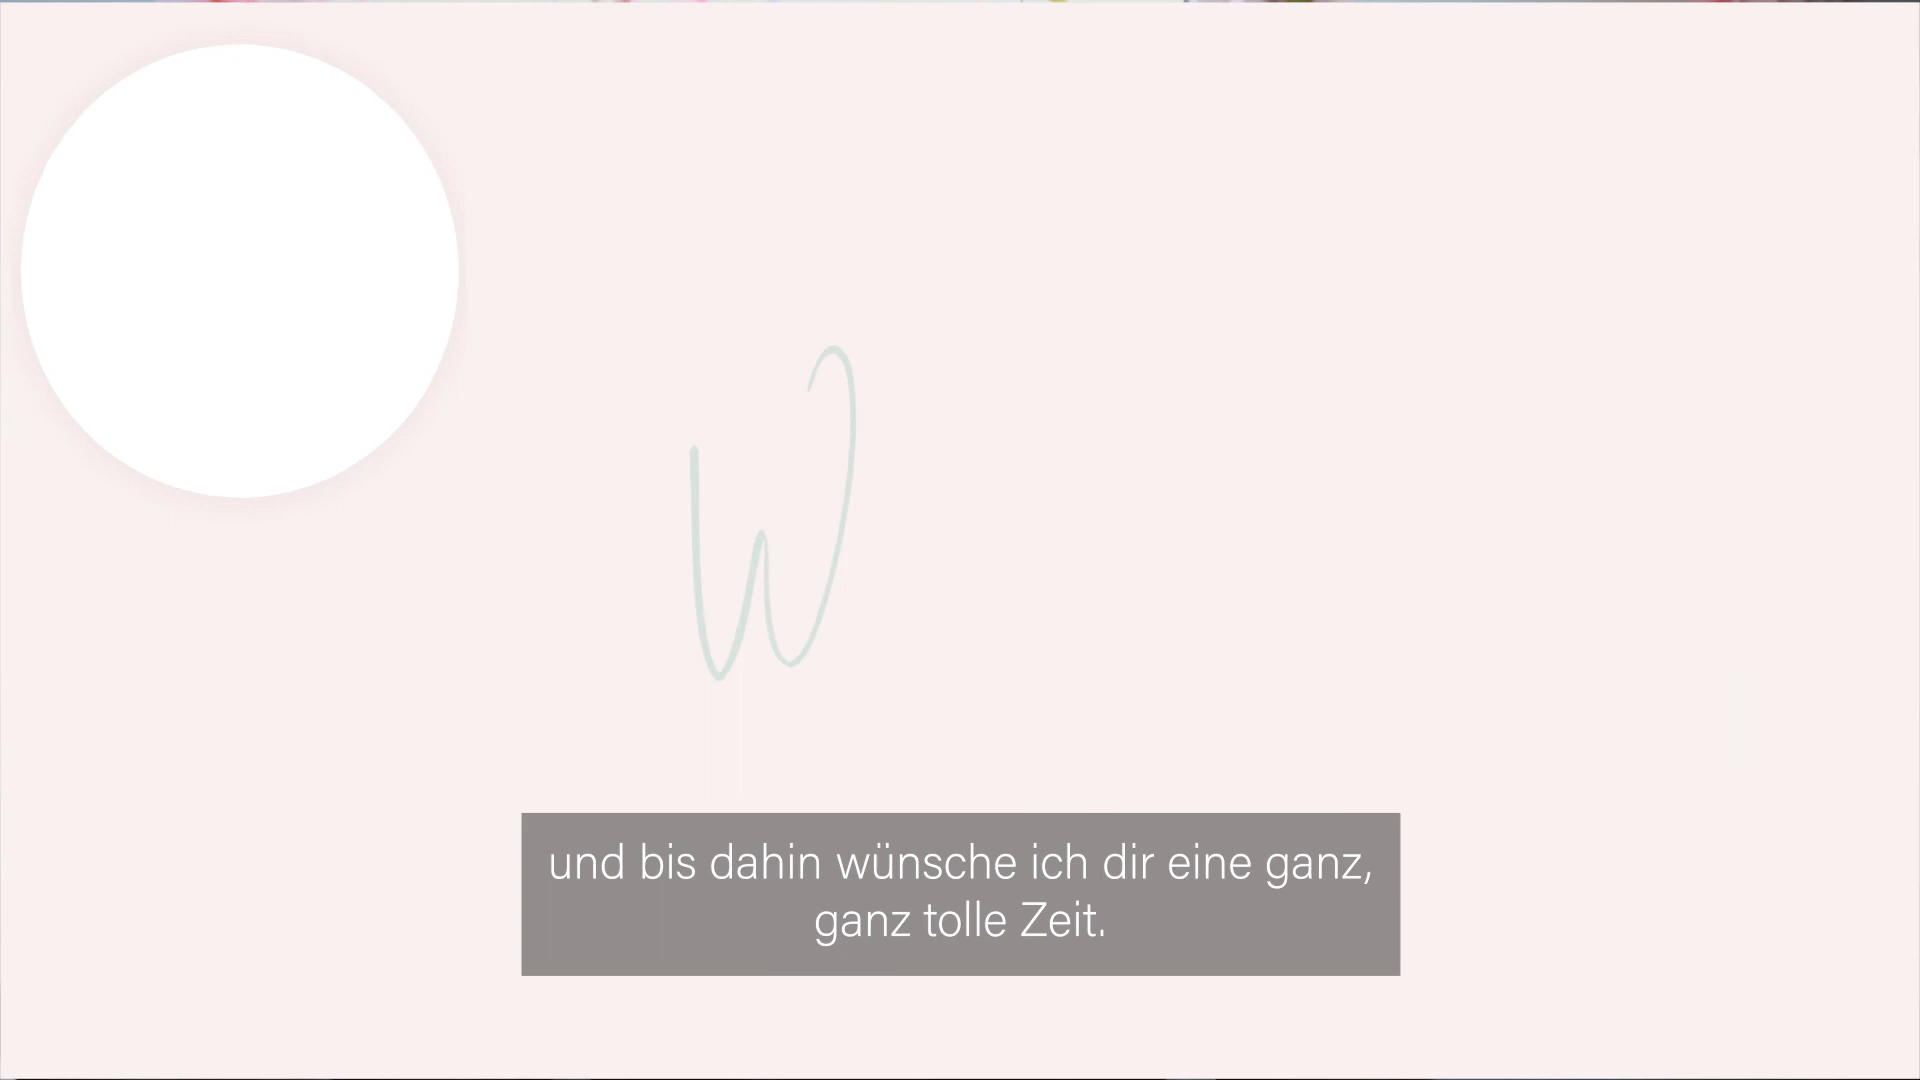 W
und bis dahin wünsche ich dir eine ganz,
ganz tolle Zeit.